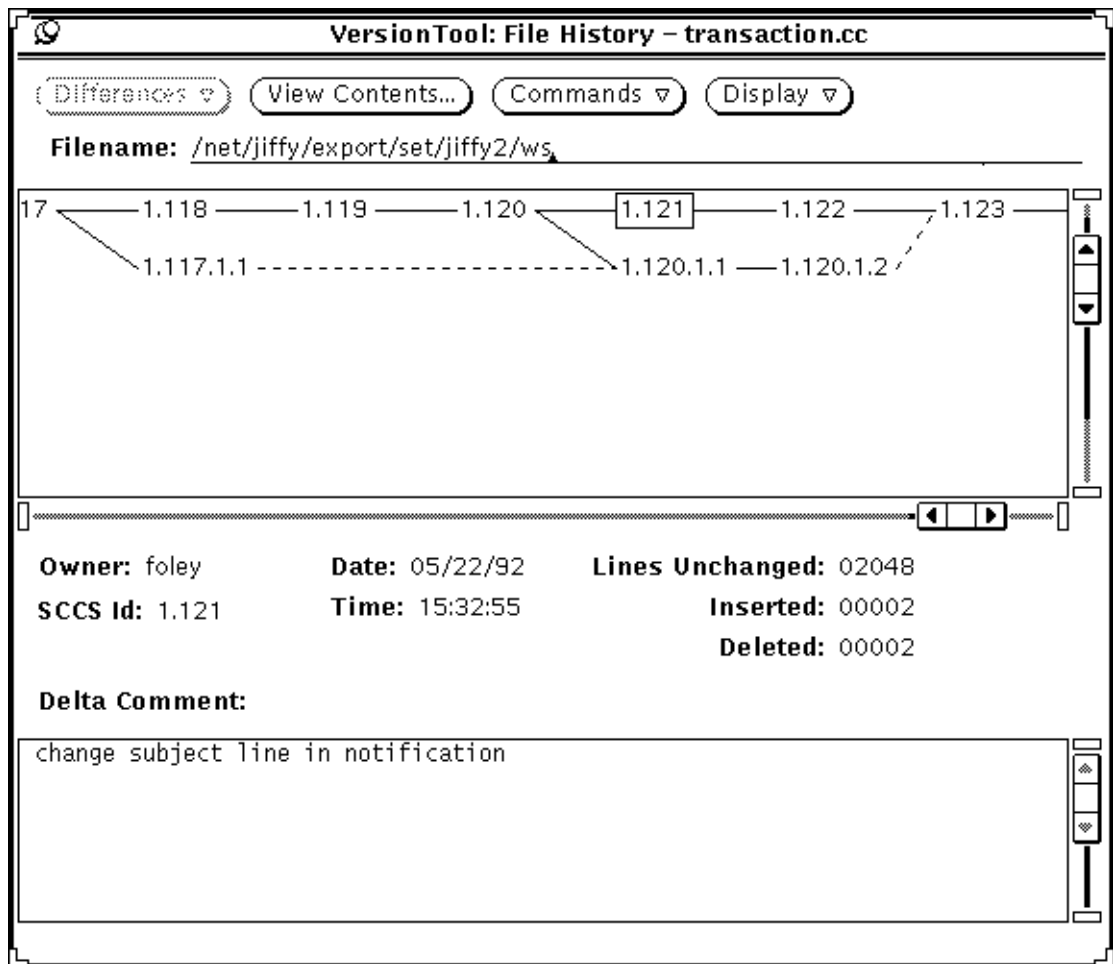 VersionTool: File History – transaction.cc
Differences View Contents... Commands Display
Filename: /net/jiffy/export/set/jiffy2/ws
17 1.118 1.119 1.120 1.121 1.122 1.123
1.117.1.1 1.120.1.1 1.120.1.2
Owner: foley Date: 05/22/92 Lines Unchanged: 02048
SCCS Id: 1.121 Time: 15:32:55 Inserted: 00002
Deleted: 00002
Delta Comment:
change subject line in notification